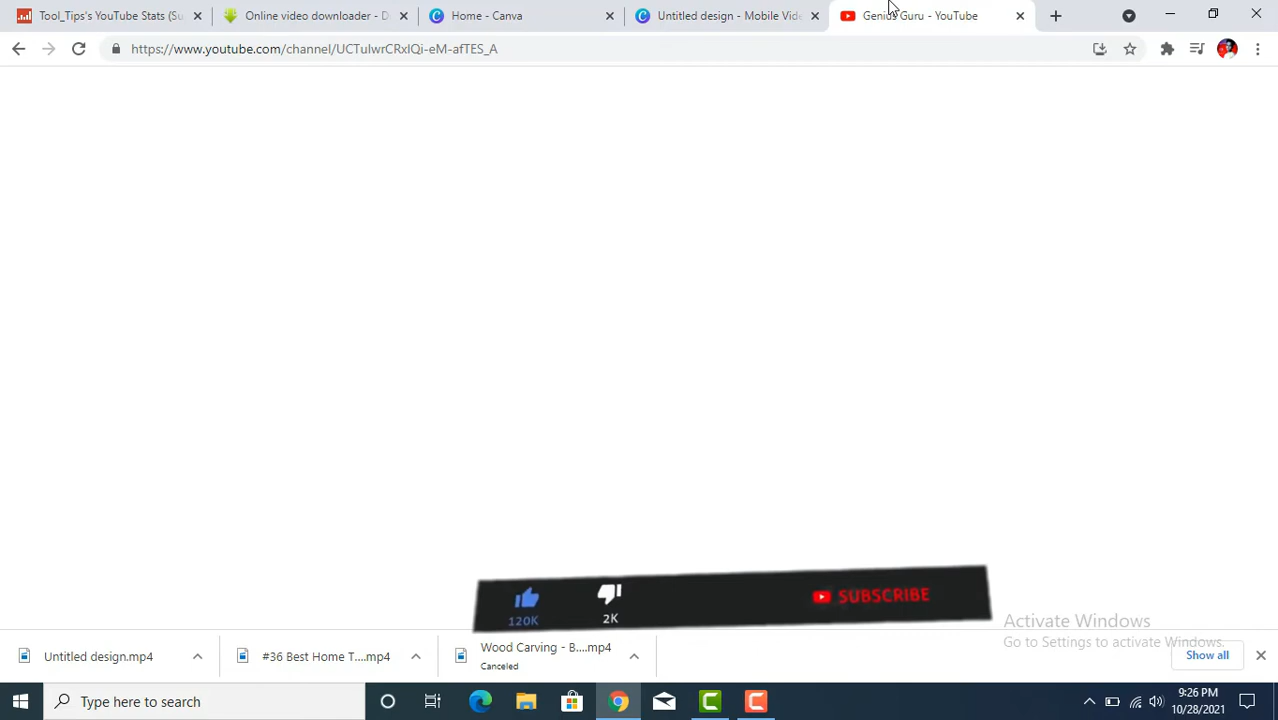 Tool_Tips's YouTube Stats (Su
Online video downloader - D
Home - Canva
Untitled design - Mobile Vide
Genius Guru - YouTube
https://www.youtube.com/channel/UCTulwrCRxlQi-eM-afTES_A
120K
2K
SUBSCRIBE
Activate Windows
Go to Settings to activate Windows.
Untitled design.mp4
#36 Best Home T....mp4
Wood Carving - B....mp4
Canceled
Show all
Type here to search
9:26 PM
10/28/2021